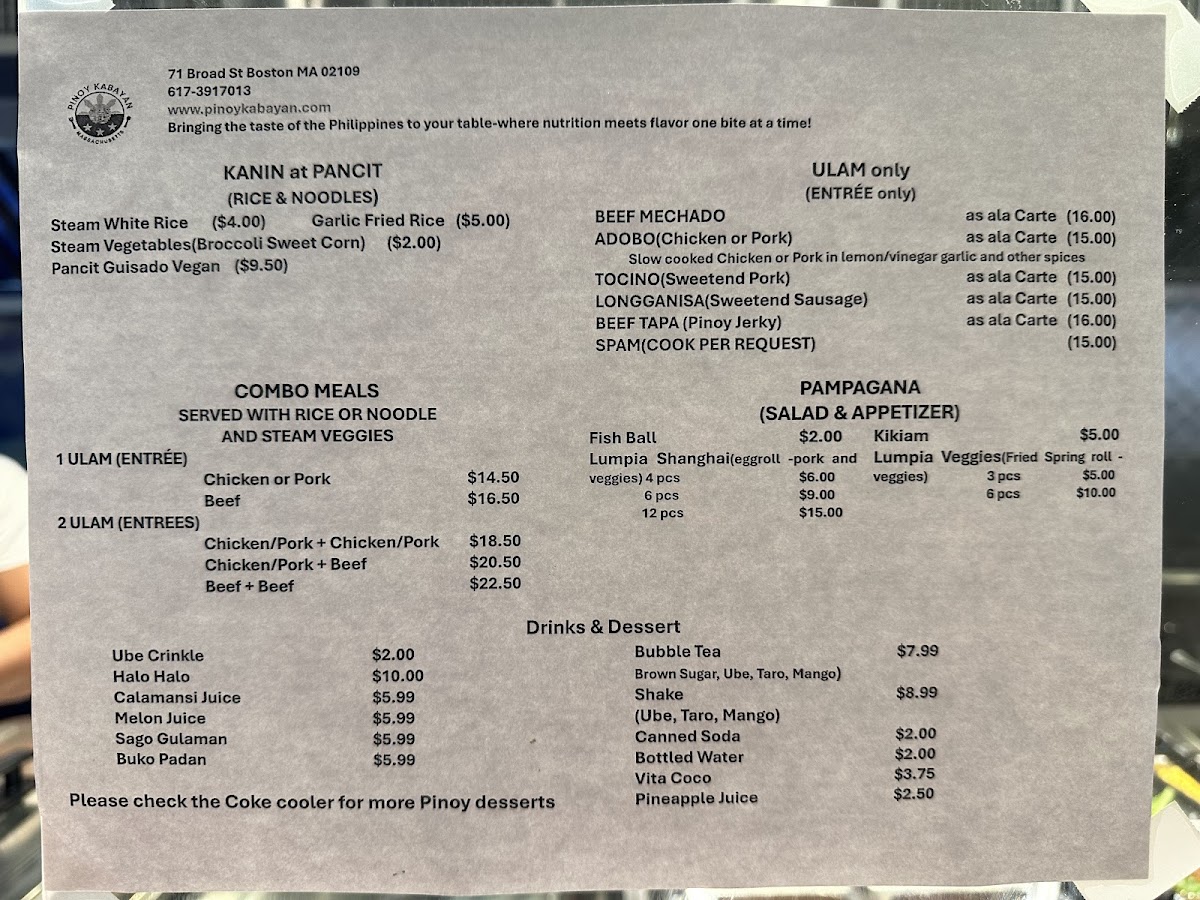 PINOY KABAYAN
MASSACHUSETTS
71 Broad St Boston MA 02109
617-3917013
www.pinoykabayan.com
Bringing the taste of the Philippines to your table-where nutrition meets flavor one bite at a time!
KANIN at PANCIT
(RICE & NOODLES)
Steam White Rice ($4.00) Garlic Fried Rice ($5.00)
Steam Vegetables(Broccoli Sweet Corn) ($2.00)
Pancit Guisado Vegan ($9.50)
ULAM only
(ENTRÉE only)
BEEF MECHADO as ala Carte (16.00)
ADOBO(Chicken or Pork) as ala Carte (15.00)
Slow cooked Chicken or Pork in lemon/vinegar garlic and other spices
TOCINO(Sweetend Pork) as ala Carte (15.00)
LONGGANISA(Sweetend Sausage) as ala Carte (15.00)
BEEF TAPA (Pinoy Jerky) as ala Carte (16.00)
SPAM(COOK PER REQUEST) (15.00)
COMBO MEALS
SERVED WITH RICE OR NOODLE
AND STEAM VEGGIES
1 ULAM (ENTRÉE)
Chicken or Pork $14.50
Beef $16.50
2 ULAM (ENTREES)
Chicken/Pork + Chicken/Pork $18.50
Chicken/Pork + Beef $20.50
Beef + Beef $22.50
PAMPAGANA
(SALAD & APPETIZER)
Fish Ball $2.00
Lumpia Shanghai(eggroll -pork and
veggies) 4 pcs $6.00
6 pcs $9.00
12 pcs $15.00
Kikiam $5.00
Lumpia Veggies(Fried Spring roll -
veggies) 3 pcs $5.00
6 pcs $10.00
Drinks & Dessert
Ube Crinkle $2.00
Halo Halo $10.00
Calamansi Juice $5.99
Melon Juice $5.99
Sago Gulaman $5.99
Buko Padan $5.99
Please check the Coke cooler for more Pinoy desserts
Bubble Tea $7.99
Brown Sugar, Ube, Taro, Mango)
Shake $8.99
(Ube, Taro, Mango)
Canned Soda $2.00
Bottled Water $2.00
Vita Coco $3.75
Pineapple Juice $2.50